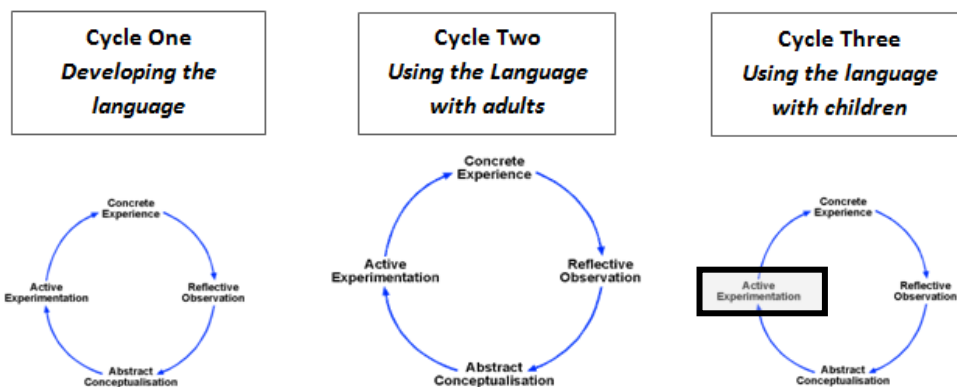 Cycle One
Developing the
language
Cycle Two
Using the Language
with adults
Cycle Three
Using the language
with children
Concrete
Experience
Reflective
Observation
Abstract
Conceptualisation
Active
Experimentation
Concrete
Experience
Reflective
Observation
Abstract
Conceptualisation
Active
Experimentation
Concrete
Experience
Reflective
Observation
Abstract
Conceptualisation
Active
Experimentation